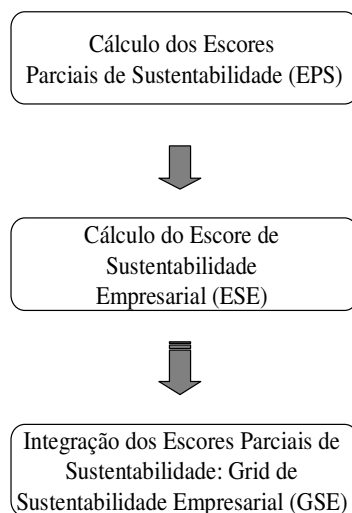 Cálculo dos Escores
Parciais de Sustentabilidade (EPS)
Cálculo do Escore de
Sustentabilidade
Empresarial (ESE)
Integração dos Escores Parciais de
Sustentabilidade: Grid de
Sustentabilidade Empresarial (GSE)